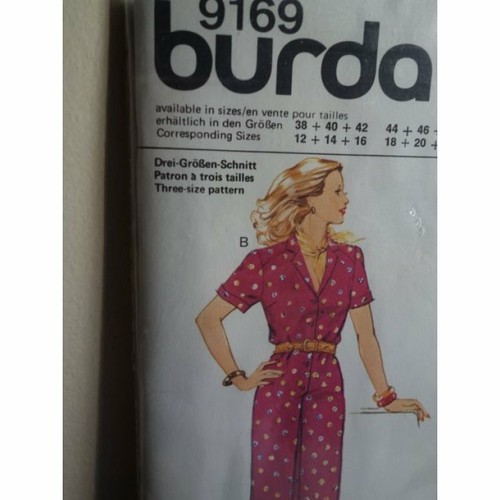 9169
burda
available in sizes/en vente pour tailles
erhältlich in den Größen 38 + 40 + 42 44 + 46 +
Corresponding Sizes 12 + 14 + 16 18 + 20 +
Drei-Größen-Schnitt
Patron à trois tailles
Three-size pattern
B